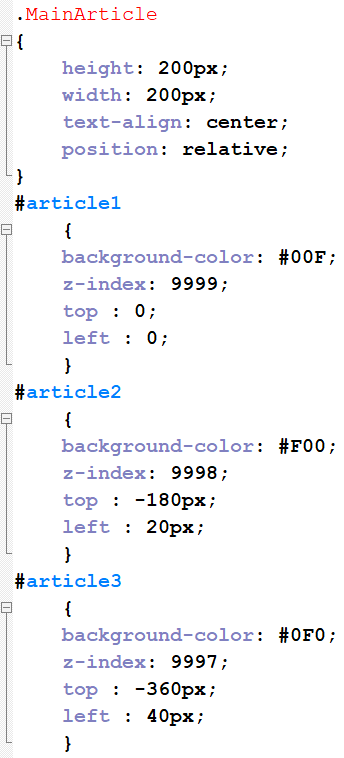 .MainArticle
{
height: 200px;
width: 200px;
text-align: center;
position: relative;
}
#article1
{
background-color: #00F;
z-index: 9999;
top : 0;
left : 0;
}
#article2
{
background-color: #F00;
z-index: 9998;
top : -180px;
left : 20px;
}
#article3
{
background-color: #0F0;
z-index: 9997;
top : -360px;
left : 40px;
}